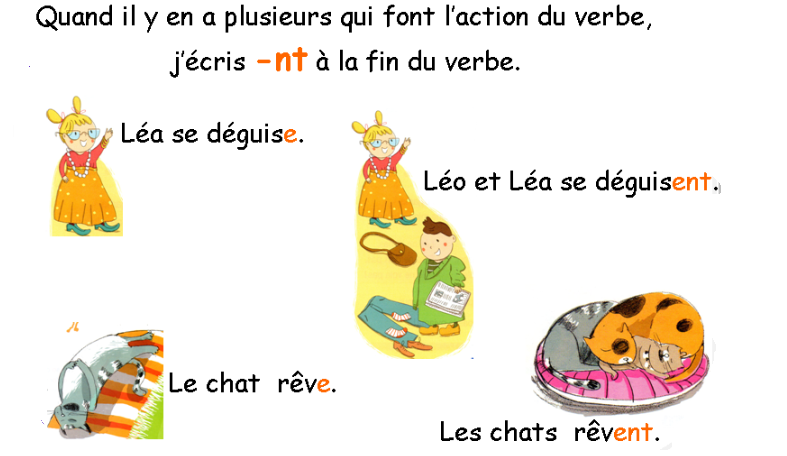 Quand il y en a plusieurs qui font l'action du verbe,
j'écris -nt à la fin du verbe.
Léa se déguise.
Léo et Léa se déguisent.
Le chat rêve.
Les chats rêvent.